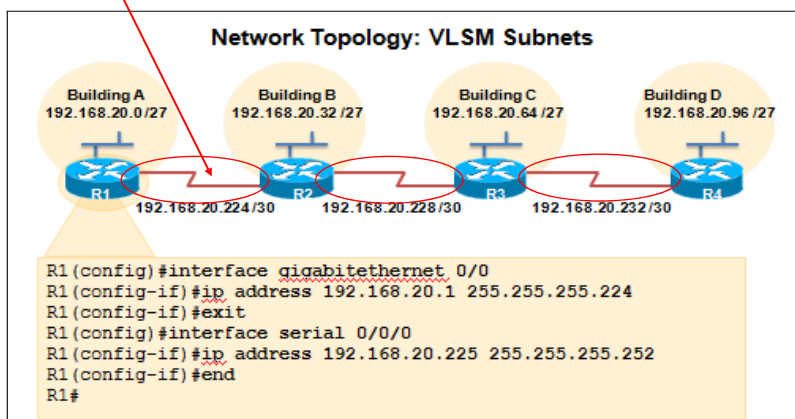 Network Topology: VLSM Subnets
Building A
192.168.20.0/27
Building B
192.168.20.32 /27
Building C
192.168.20.64 /27
Building D
192.168.20.96 /27
R1
R2
R3
R4
192.168.20.224 /30
192.168.20.228 /30
192.168.20.232 /30
R1(config)#interface gigabitethernet 0/0
R1(config-if)#ip address 192.168.20.1 255.255.255.224
R1(config-if)#exit
R1(config-if)#interface serial 0/0/0
R1(config-if)#ip address 192.168.20.225 255.255.255.252
R1(config-if)#end
R1#